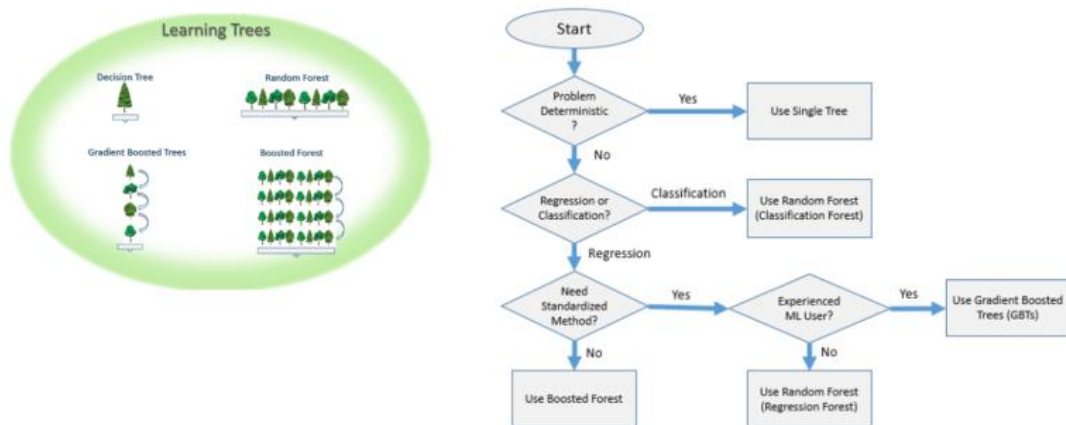 Learning Trees
Decision Tree
Random Forest
Gradient Boosted Trees
Boosted Forest
Start
Problem
Deterministic
?
Yes
Use Single Tree
No
Regression or
Classification?
Classification
Use Random Forest
(Classification Forest)
Regression
Need
Standardized
Method?
Yes
Experienced
ML User?
Yes
Use Gradient Boosted
Trees (GBTs)
No
Use Boosted Forest
No
Use Random Forest
(Regression Forest)